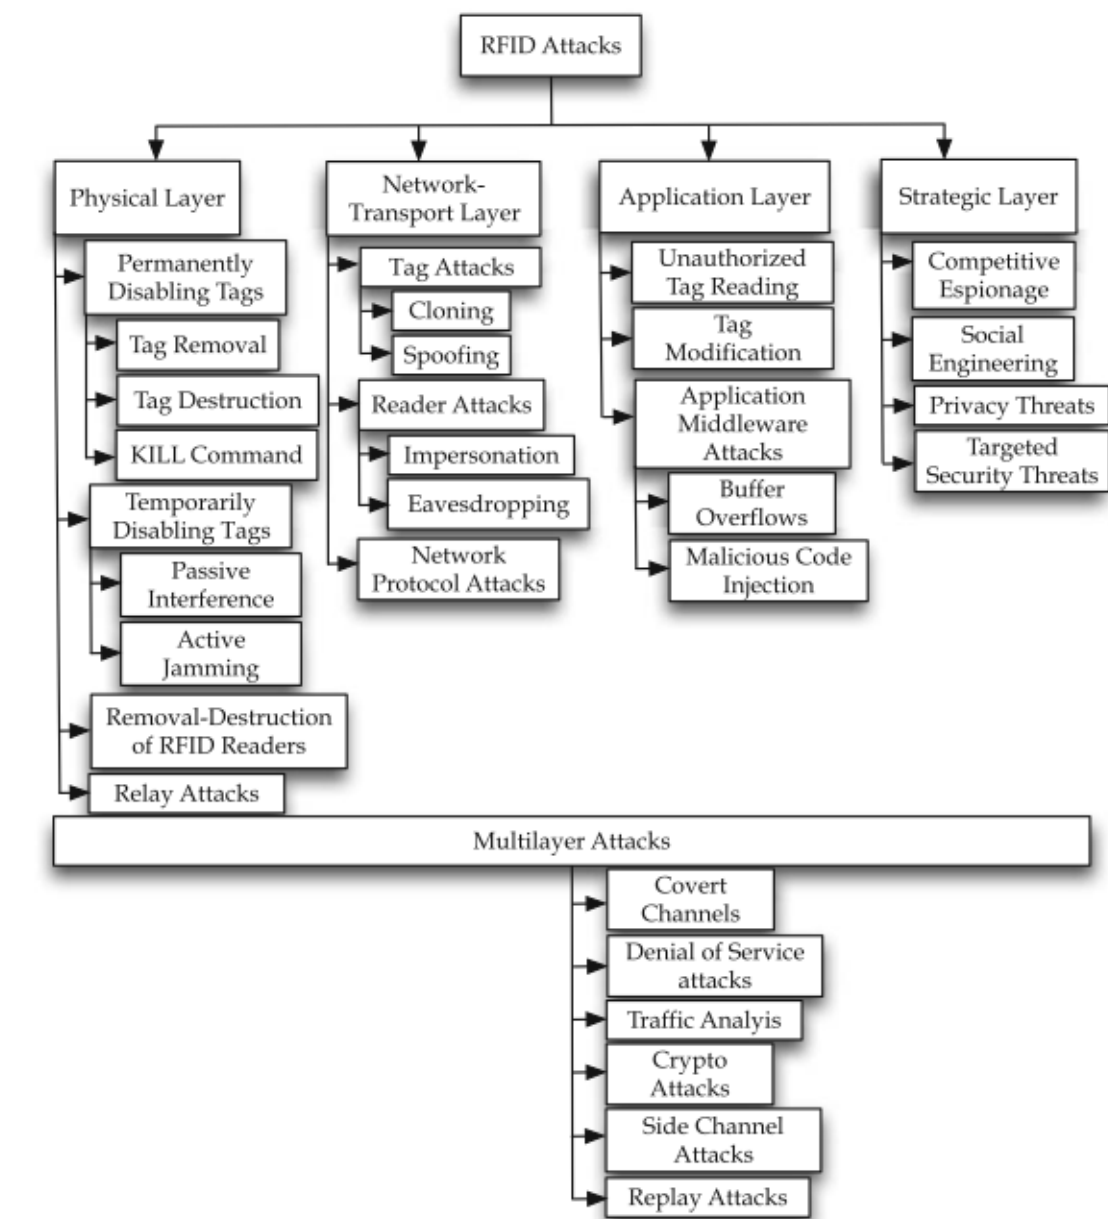 RFID Attacks
Physical Layer
Permanently
Disabling Tags
Tag Removal
Tag Destruction
KILL Command
Temporarily
Disabling Tags
Passive
Interference
Active
Jamming
Removal-Destruction
of RFID Readers
Relay Attacks
Network-
Transport Layer
Tag Attacks
Cloning
Spoofing
Reader Attacks
Impersonation
Eavesdropping
Network
Protocol Attacks
Application Layer
Unauthorized
Tag Reading
Tag
Modification
Application
Middleware
Attacks
Buffer
Overflows
Malicious Code
Injection
Strategic Layer
Competitive
Espionage
Social
Engineering
Privacy Threats
Targeted
Security Threats
Multilayer Attacks
Covert
Channels
Denial of Service
attacks
Traffic Analyis
Crypto
Attacks
Side Channel
Attacks
Replay Attacks